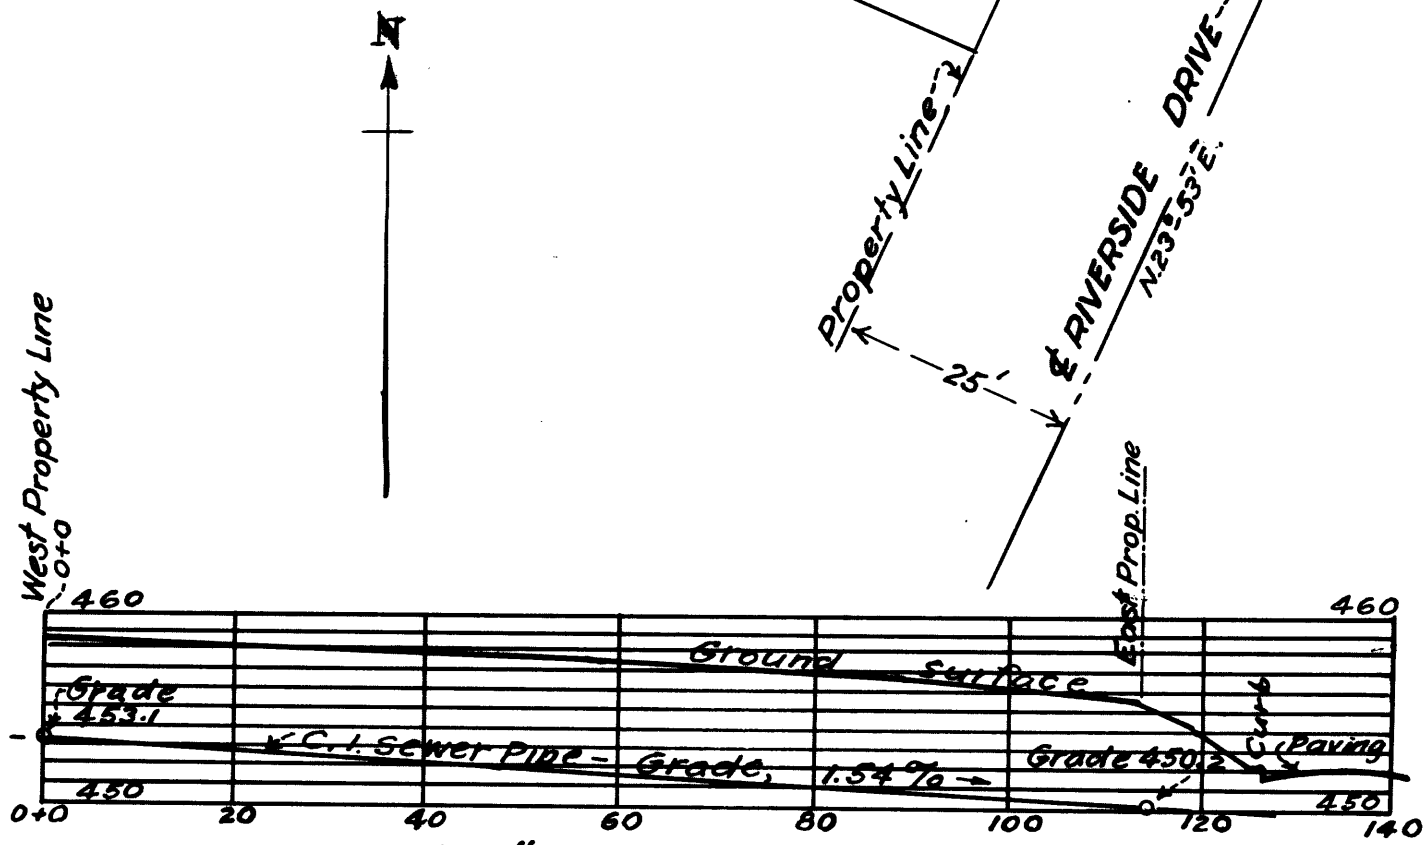 N
Property Line
℄ RIVERSIDE DRIVE
N.23°-53'E.
25'
West Property Line
0+0
East Prop. Line
460
460
Ground Surface
Grade
453.1
C.I. Sewer Pipe - Grade, 1.54%
Grade 450.2
Curb
Paving
450
450
0+0 20 40 60 80 100 120 140